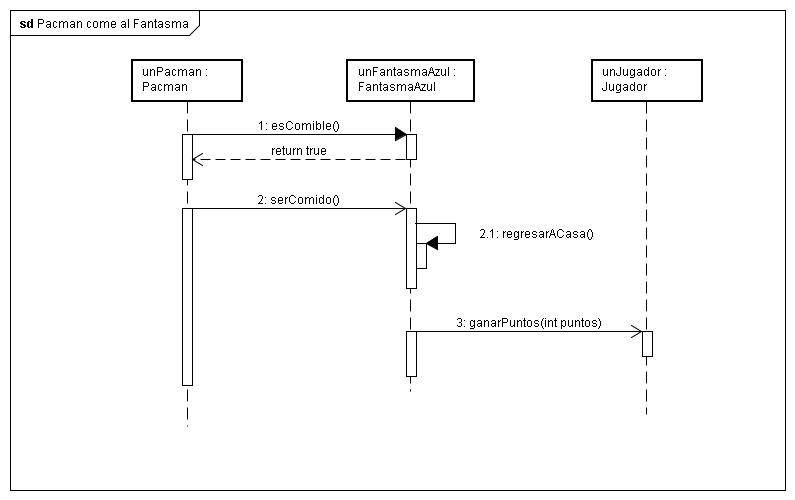 sd Pacman come al Fantasma
unPacman :
Pacman
unFantasmaAzul :
FantasmaAzul
unJugador :
Jugador
1: esComible()
return true
2: serComido()
2.1: regresarACasa()
3: ganarPuntos(int puntos)